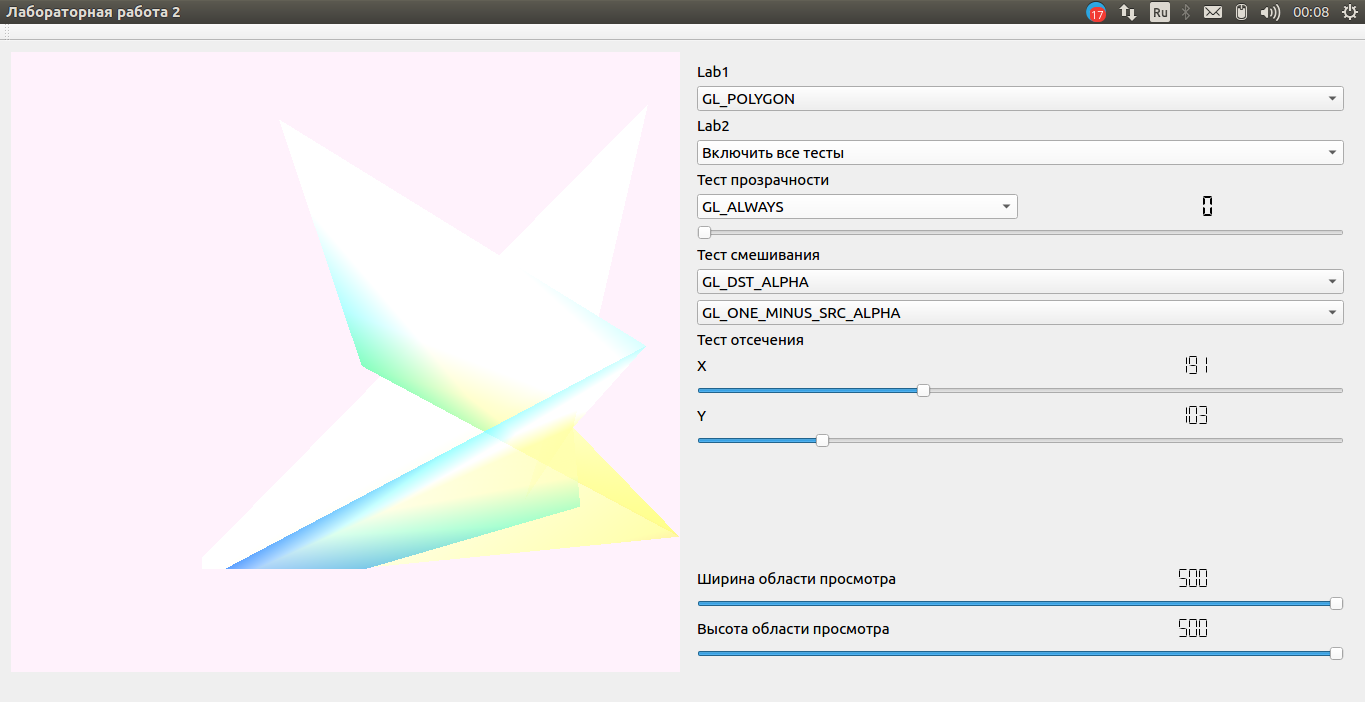 Лабораторная работа 2
17
Ru
00:08
Lab1
GL_POLYGON
Lab2
Включить все тесты
Тест прозрачности
GL_ALWAYS
0
Тест смешивания
GL_DST_ALPHA
GL_ONE_MINUS_SRC_ALPHA
Тест отсечения
X
191
Y
103
Ширина области просмотра
500
Высота области просмотра
500